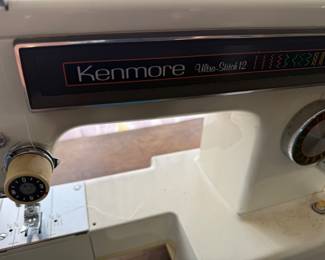 Kenmore Ultra-Stitch 12